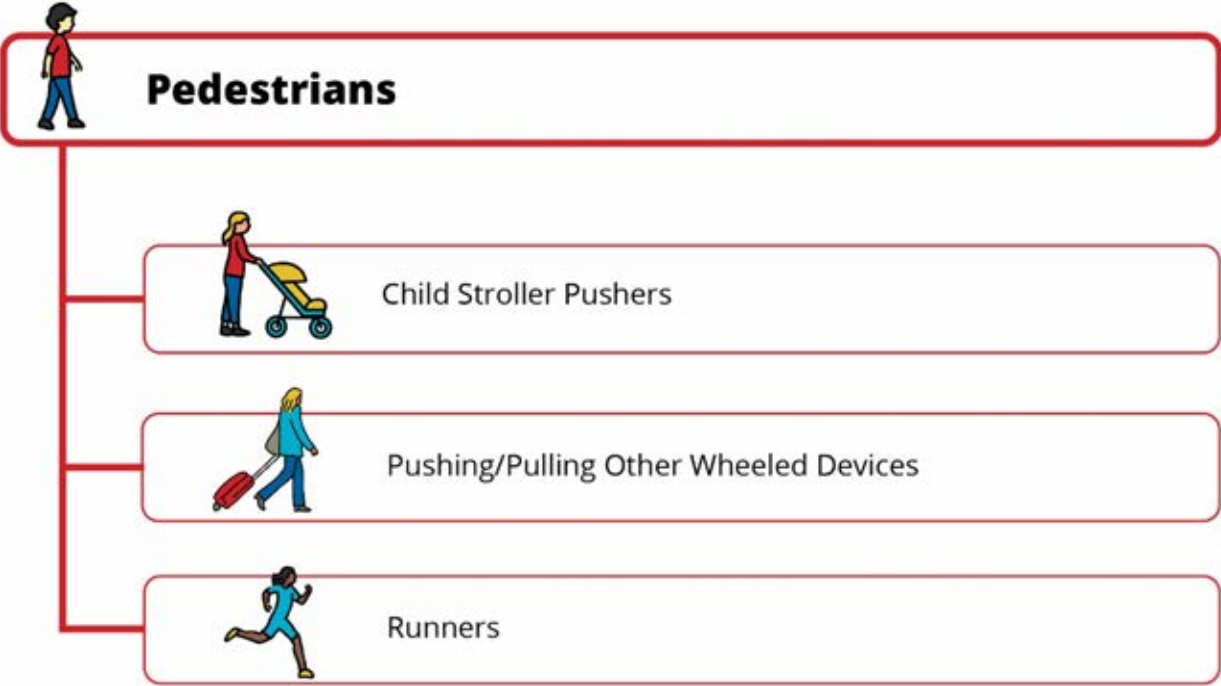 Pedestrians
Child Stroller Pushers
Pushing/Pulling Other Wheeled Devices
Runners